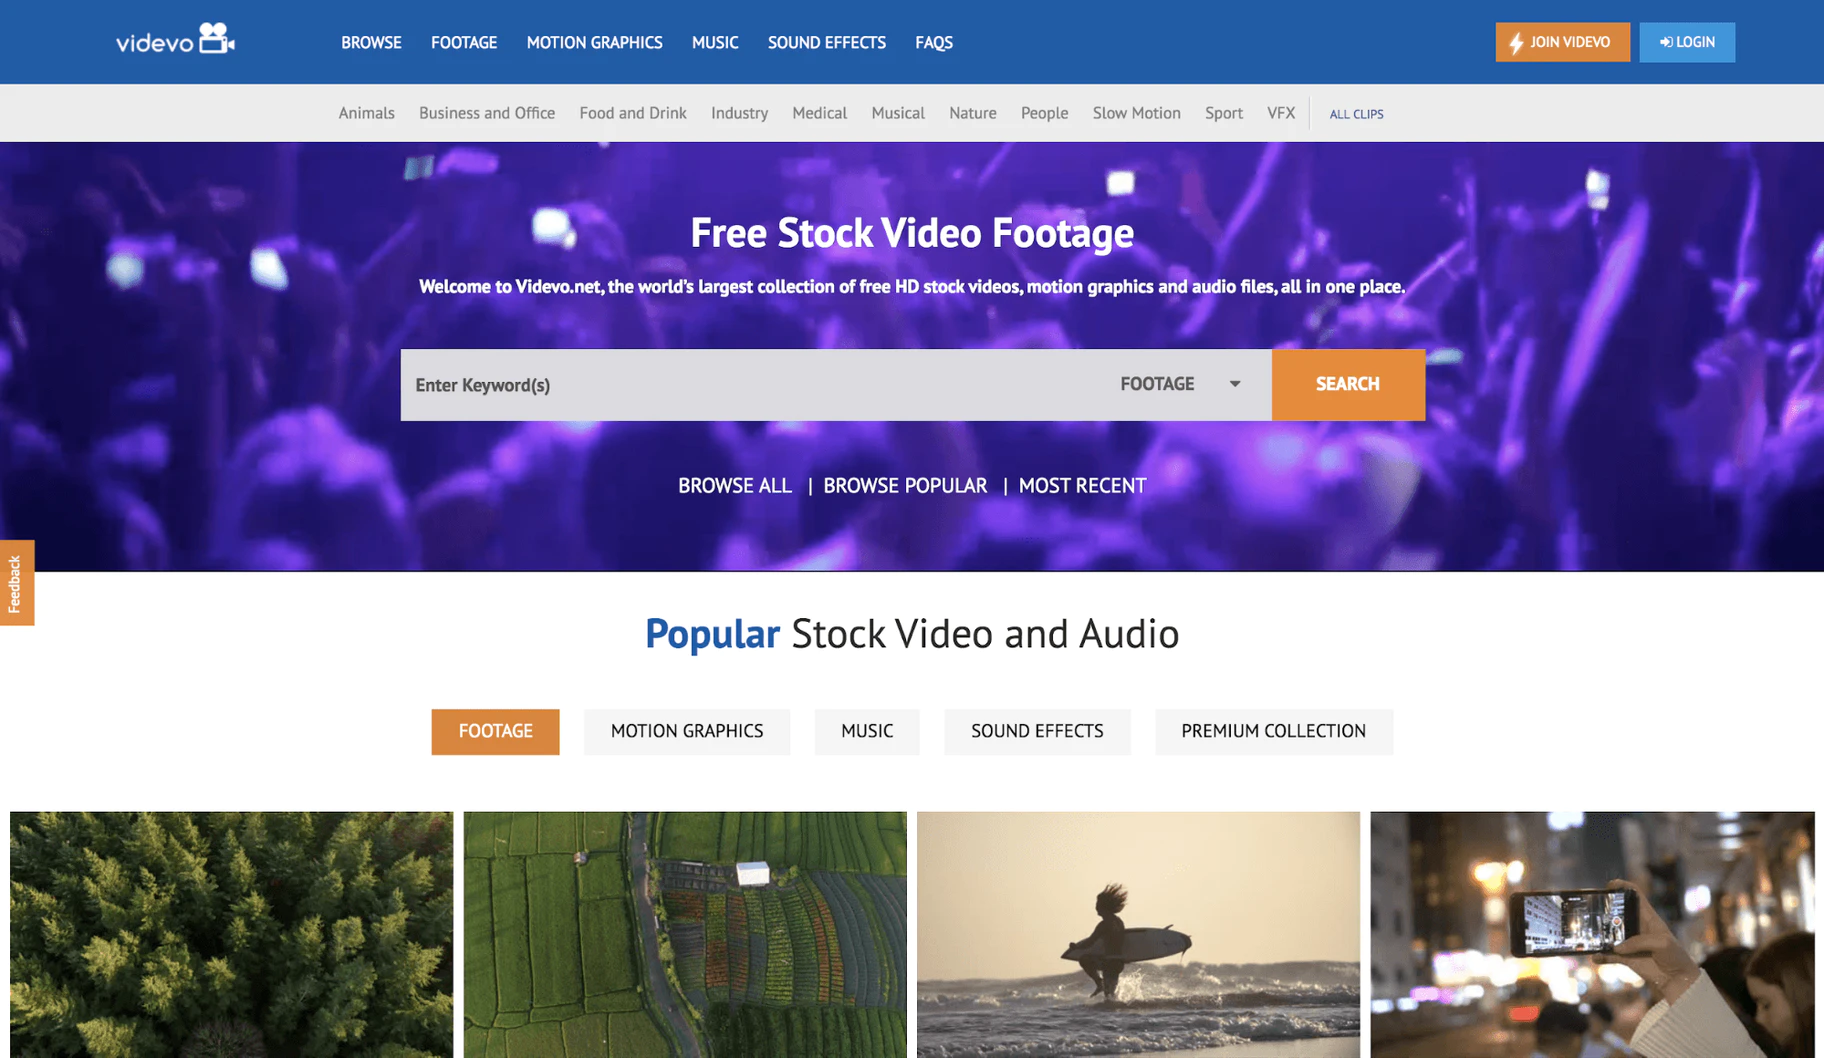 videvo
BROWSE FOOTAGE MOTION GRAPHICS MUSIC SOUND EFFECTS FAQS
JOIN VIDEVO
LOGIN
Animals Business and Office Food and Drink Industry Medical Musical Nature People Slow Motion Sport VFX ALL CLIPS
Free Stock Video Footage
Welcome to Videvo.net, the world's largest collection of free HD stock videos, motion graphics and audio files, all in one place.
Enter Keyword(s) FOOTAGE SEARCH
BROWSE ALL | BROWSE POPULAR | MOST RECENT
Feedback
Popular Stock Video and Audio
FOOTAGE MOTION GRAPHICS MUSIC SOUND EFFECTS PREMIUM COLLECTION